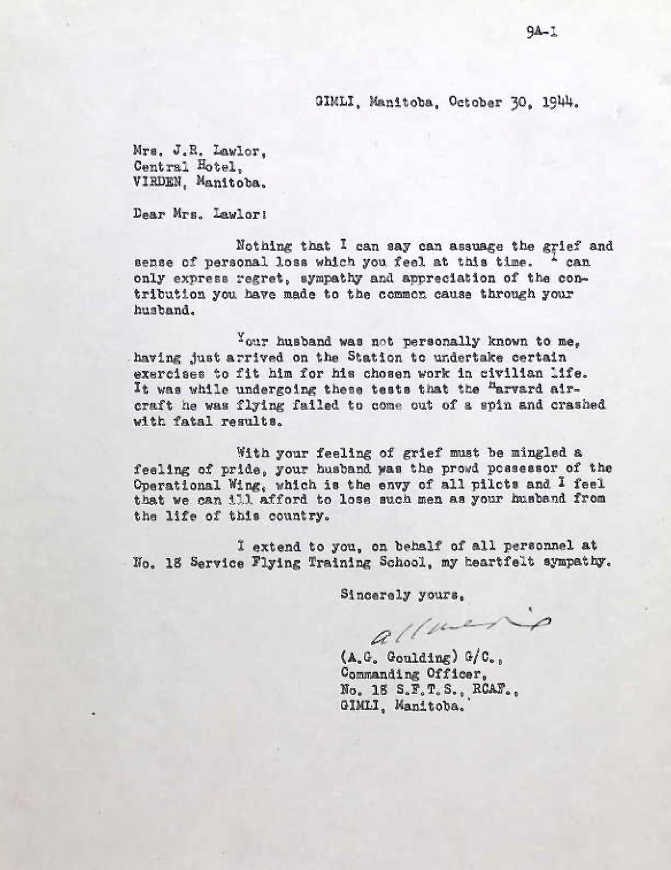 9A-1
GIMLI, Manitoba, October 30, 1944.
Mrs. J.R. Lawlor,
Central Hotel,
VIRDEN, Manitoba.
Dear Mrs. Lawlor:
Nothing that I can say can assuage the grief and
sense of personal loss which you feel at this time. I can
only express regret, sympathy and appreciation of the con-
tribution you have made to the common cause through your
husband.
Your husband was not personally known to me,
having just arrived on the Station to undertake certain
exercises to fit him for his chosen work in civilian life.
It was while undergoing these tests that the Harvard air-
craft he was flying failed to come out of a spin and crashed
with fatal results.
With your feeling of grief must be mingled a
feeling of pride, your husband was the proud possessor of the
Operational Wing, which is the envy of all pilots and I feel
that we can ill afford to lose such men as your husband from
the life of this country.
I extend to you, on behalf of all personnel at
No. 18 Service Flying Training School, my heartfelt sympathy.
Sincerely yours,
(A.G. Goulding) G/C.,
Commanding Officer,
No. 18 S.F.T.S., RCAF.,
GIMLI, Manitoba.